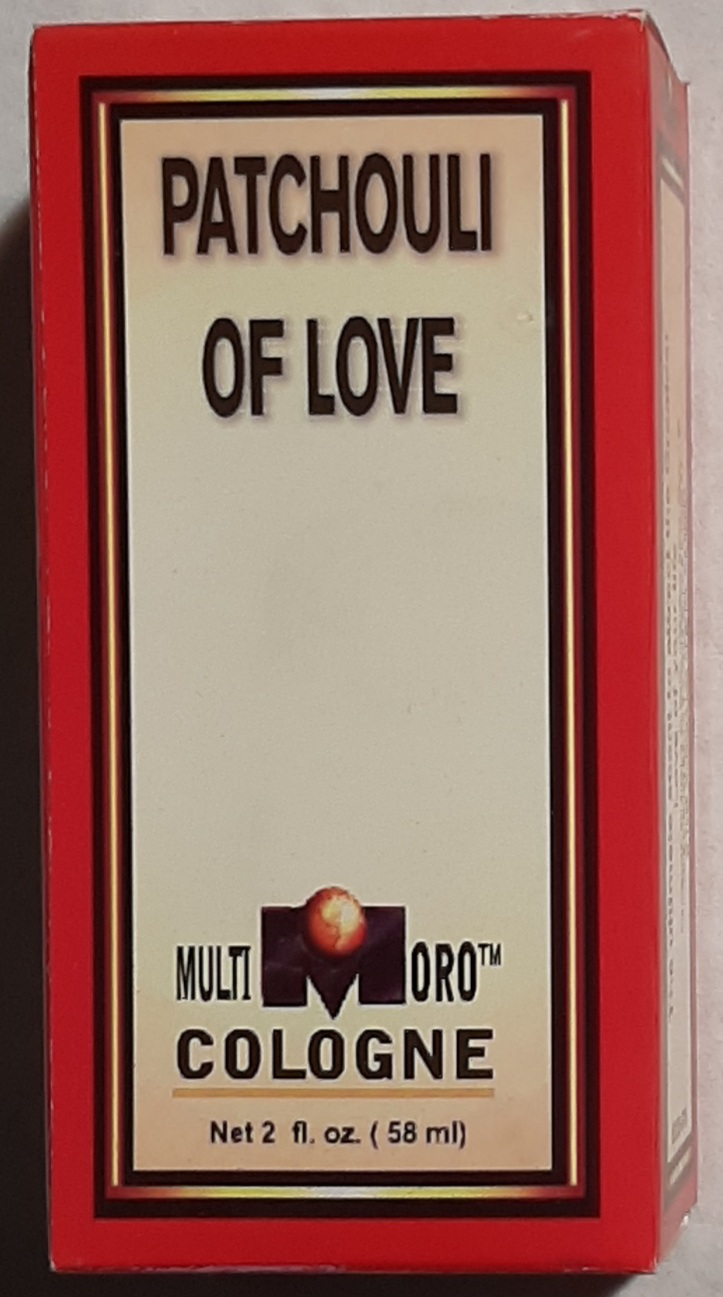 PATCHOULI
OF LOVE
MULTI M ORO™
COLOGNE
Net 2 fl. oz. ( 58 ml)